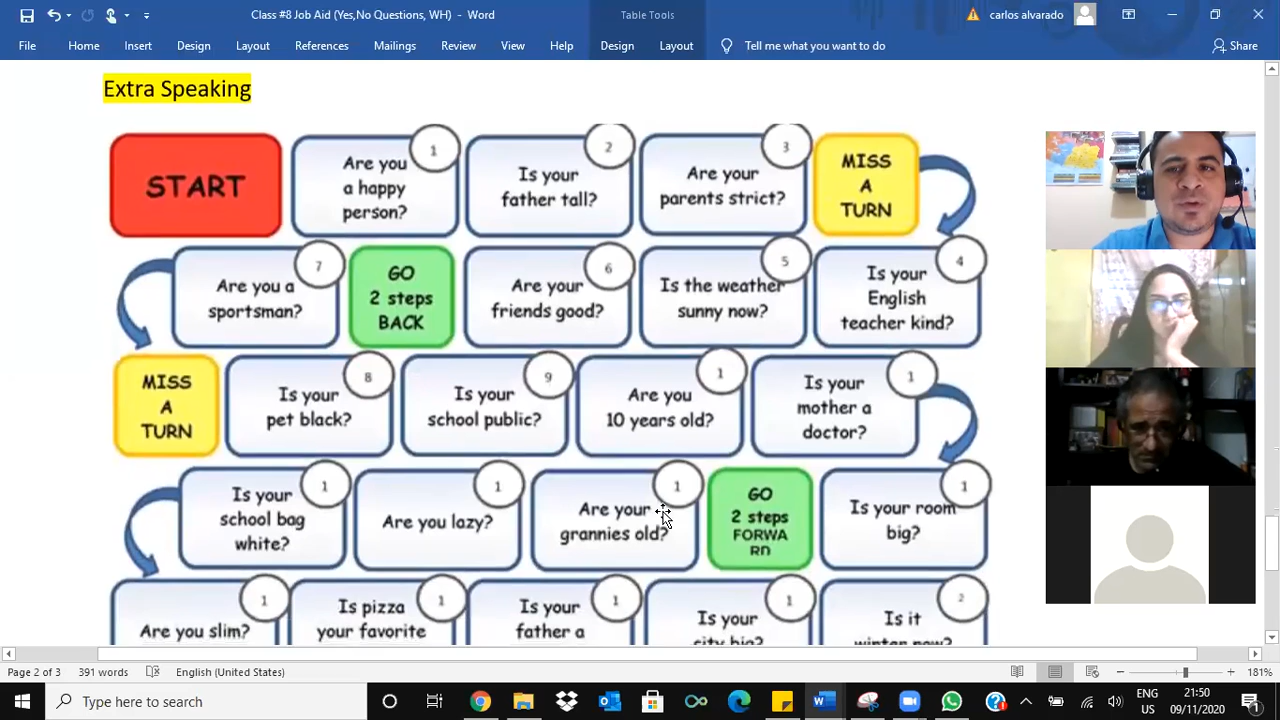 Class #8 Job Aid (Yes,No Questions, WH) - Word
Table Tools
carlos alvarado
File
Home
Insert
Design
Layout
References
Mailings
Review
View
Help
Design
Layout
Tell me what you want to do
Share
Extra Speaking
START
1
Are you
a happy
person?
2
Is your
father tall?
3
Are your
parents strict?
MISS
A
TURN
7
Are you a
sportsman?
GO
2 steps
BACK
6
Are your
friends good?
5
Is the weather
sunny now?
4
Is your
English
teacher kind?
MISS
A
TURN
8
Is your
pet black?
9
Is your
school public?
1
Are you
10 years old?
1
Is your
mother a
doctor?
1
Is your
school bag
white?
1
Are you lazy?
1
Are your
grannies old?
GO
2 steps
FORWA
RD
1
Is your room
big?
1
Are you slim?
1
Is pizza
your favorite
1
Is your
father a
1
Is your
city big?
2
Is it
winter now?
Page 2 of 3
391 words
English (United States)
181%
Type here to search
ENG
US
21:50
09/11/2020